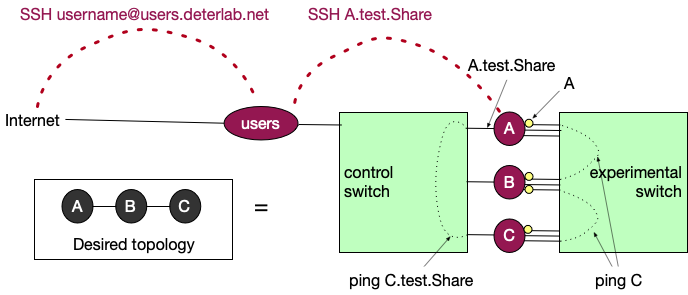 SSH username@users.deterlab.net
SSH A.test.Share
A.test.Share
A
Internet
users
A
control
switch
B
experimental
switch
A B C
=
Desired topology
C
ping C.test.Share
ping C